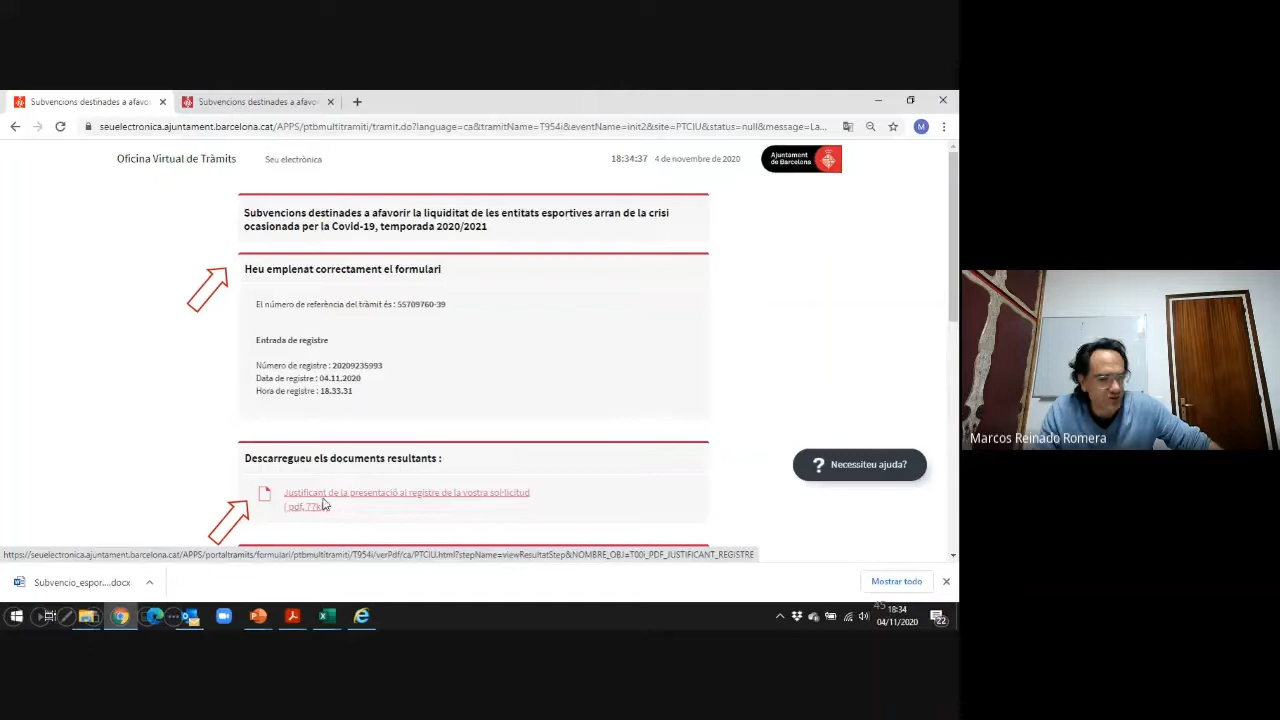 Subvencions destinades a afavo
Subvencions destinades a afavo
seuelectronica.ajuntament.barcelona.cat/APPS/ptbmultitramiti/tramit.do?language=ca&tramitName=T954i&eventName=init2&site=PTCIU&status=null&message=La...
M
Oficina Virtual de Tràmits
Seu electrònica
18:34:37 4 de novembre de 2020
Ajuntament
de Barcelona
Subvencions destinades a afavorir la liquiditat de les entitats esportives arran de la crisi
ocasionada per la Covid-19, temporada 2020/2021
Heu emplenat correctament el formulari
El número de referència del tràmit és : 55709760-39
Entrada de registre
Número de registre : 20209235993
Data de registre : 04.11.2020
Hora de registre : 18.33.31
Descarregueu els documents resultants :
Justificant de la presentació al registre de la vostra sol·licitud
( pdf, 77k
? Necessiteu ajuda?
https://seuelectronica.ajuntament.barcelona.cat/APPS/portaltramits/formulari/ptbmultitramiti/T954i/verPdf/ca/PTCIU.html?stepName=viewResultatStep&NOMBRE_OBJ=T00i_PDF_JUSTIFICANT_REGISTRE
Subvencio_espor....docx
Mostrar todo
45
18:34
04/11/2020
22
Marcos Reinado Romera